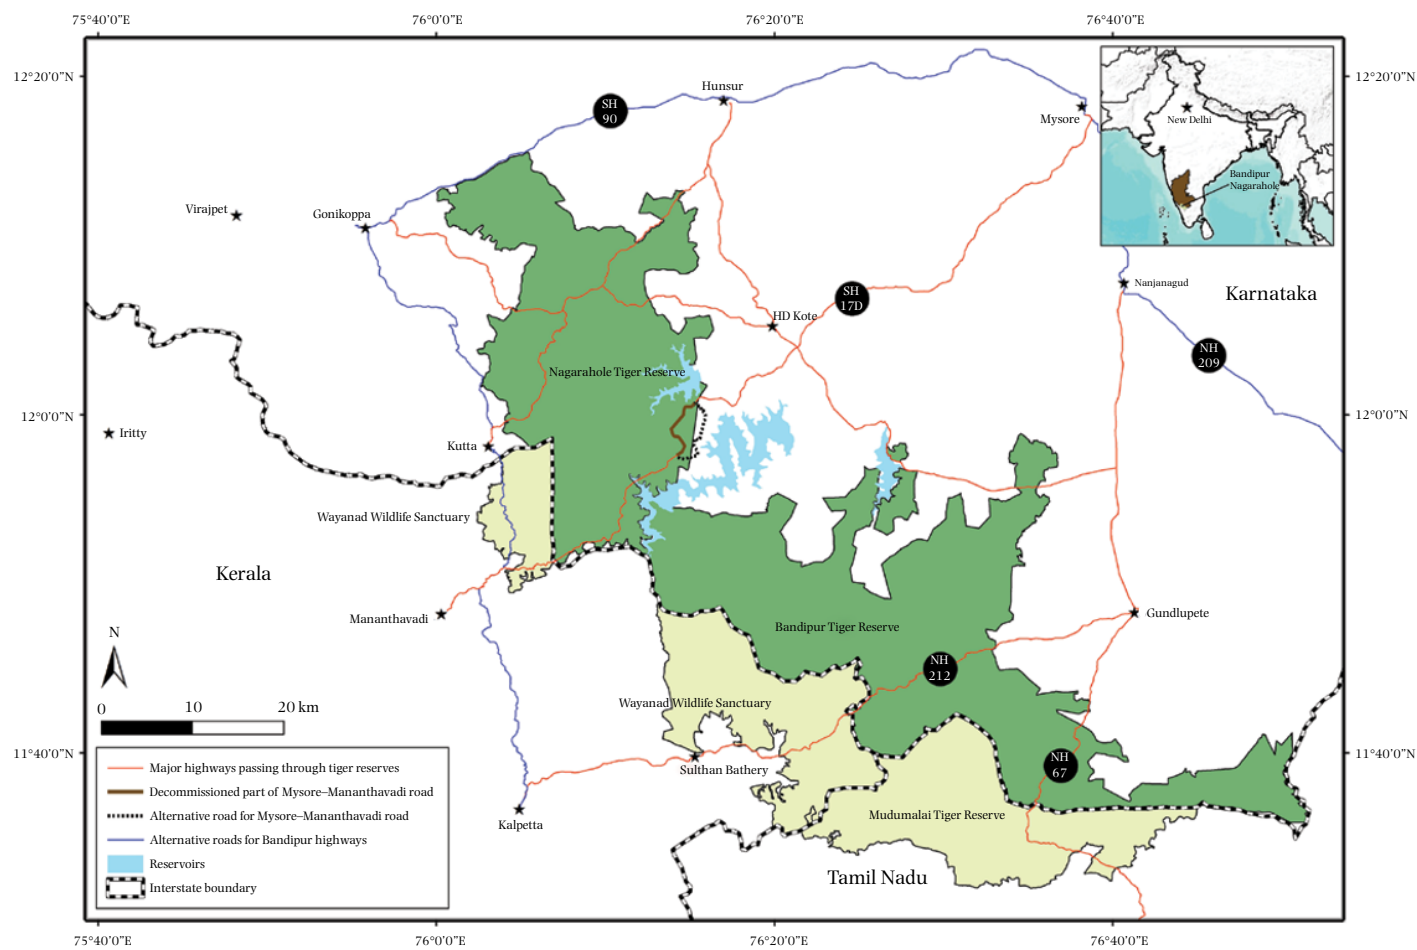 75°40'0"E
76°0'0"E
76°20'0"E
76°40'0"E
12°20'0"N
12°20'0"N
Hunsur
SH
90
Mysore
New Delhi
Bandipur
Nagarahole
Virajpet
Gonikoppa
Nanjanagud
Karnataka
SH
17D
HD Kote
NH
209
Nagarahole Tiger Reserve
12°0'0"N
12°0'0"N
Iritty
Kutta
Wayanad Wildlife Sanctuary
Kerala
Mananthavadi
Gundlupete
Bandipur Tiger Reserve
N
NH
212
0 10 20 km
Wayanad Wildlife Sanctuary
11°40'0"N
11°40'0"N
Sulthan Bathery
NH
67
Major highways passing through tiger reserves
Decommissioned part of Mysore–Mananthavadi road
Alternative road for Mysore–Mananthavadi road
Alternative roads for Bandipur highways
Reservoirs
Interstate boundary
Kalpetta
Mudumalai Tiger Reserve
Tamil Nadu
75°40'0"E
76°0'0"E
76°20'0"E
76°40'0"E